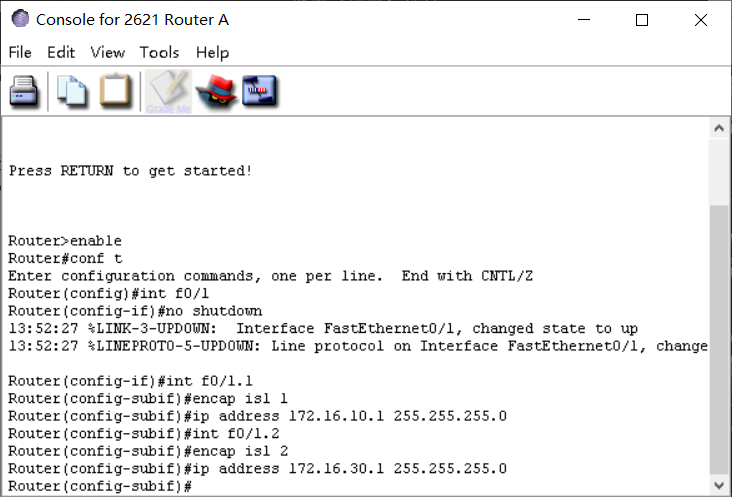 Console for 2621 Router A
File Edit View Tools Help
Grade Me
Press RETURN to get started!
Router>enable
Router#conf t
Enter configuration commands, one per line.  End with CNTL/Z
Router(config)#int f0/1
Router(config-if)#no shutdown
13:52:27 %LINK-3-UPDOWN:  Interface FastEthernet0/1, changed state to up
13:52:27 %LINEPROTO-5-UPDOWN: Line protocol on Interface FastEthernet0/1, change
Router(config-if)#int f0/1.1
Router(config-subif)#encap isl 1
Router(config-subif)#ip address 172.16.10.1 255.255.255.0
Router(config-subif)#int f0/1.2
Router(config-subif)#encap isl 2
Router(config-subif)#ip address 172.16.30.1 255.255.255.0
Router(config-subif)#